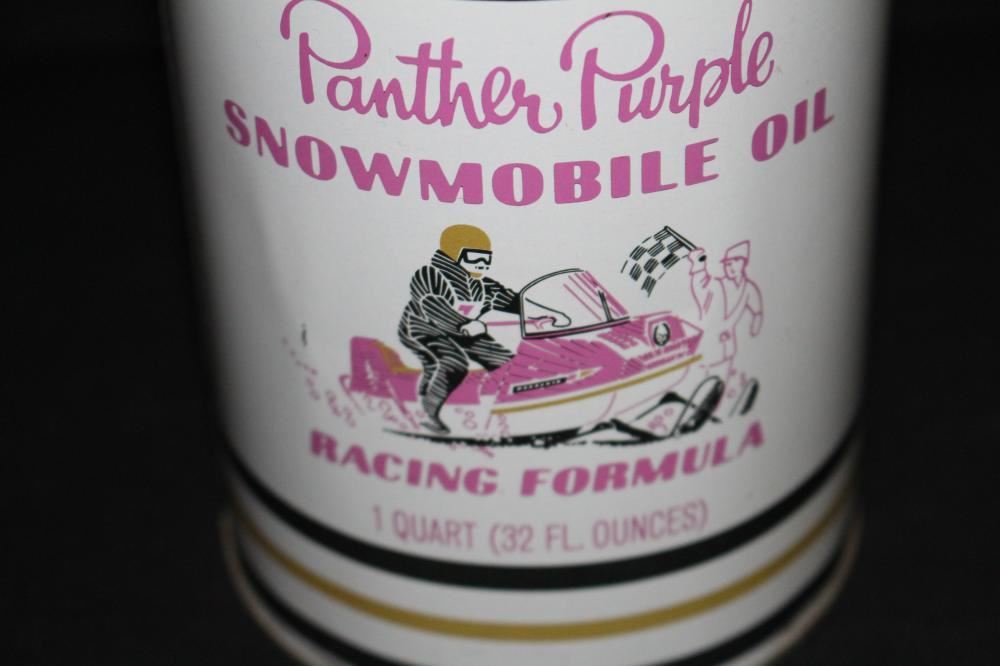 Panther Purple
SNOWMOBILE OIL
RACING FORMULA
1 QUART (32 FL. OUNCES)